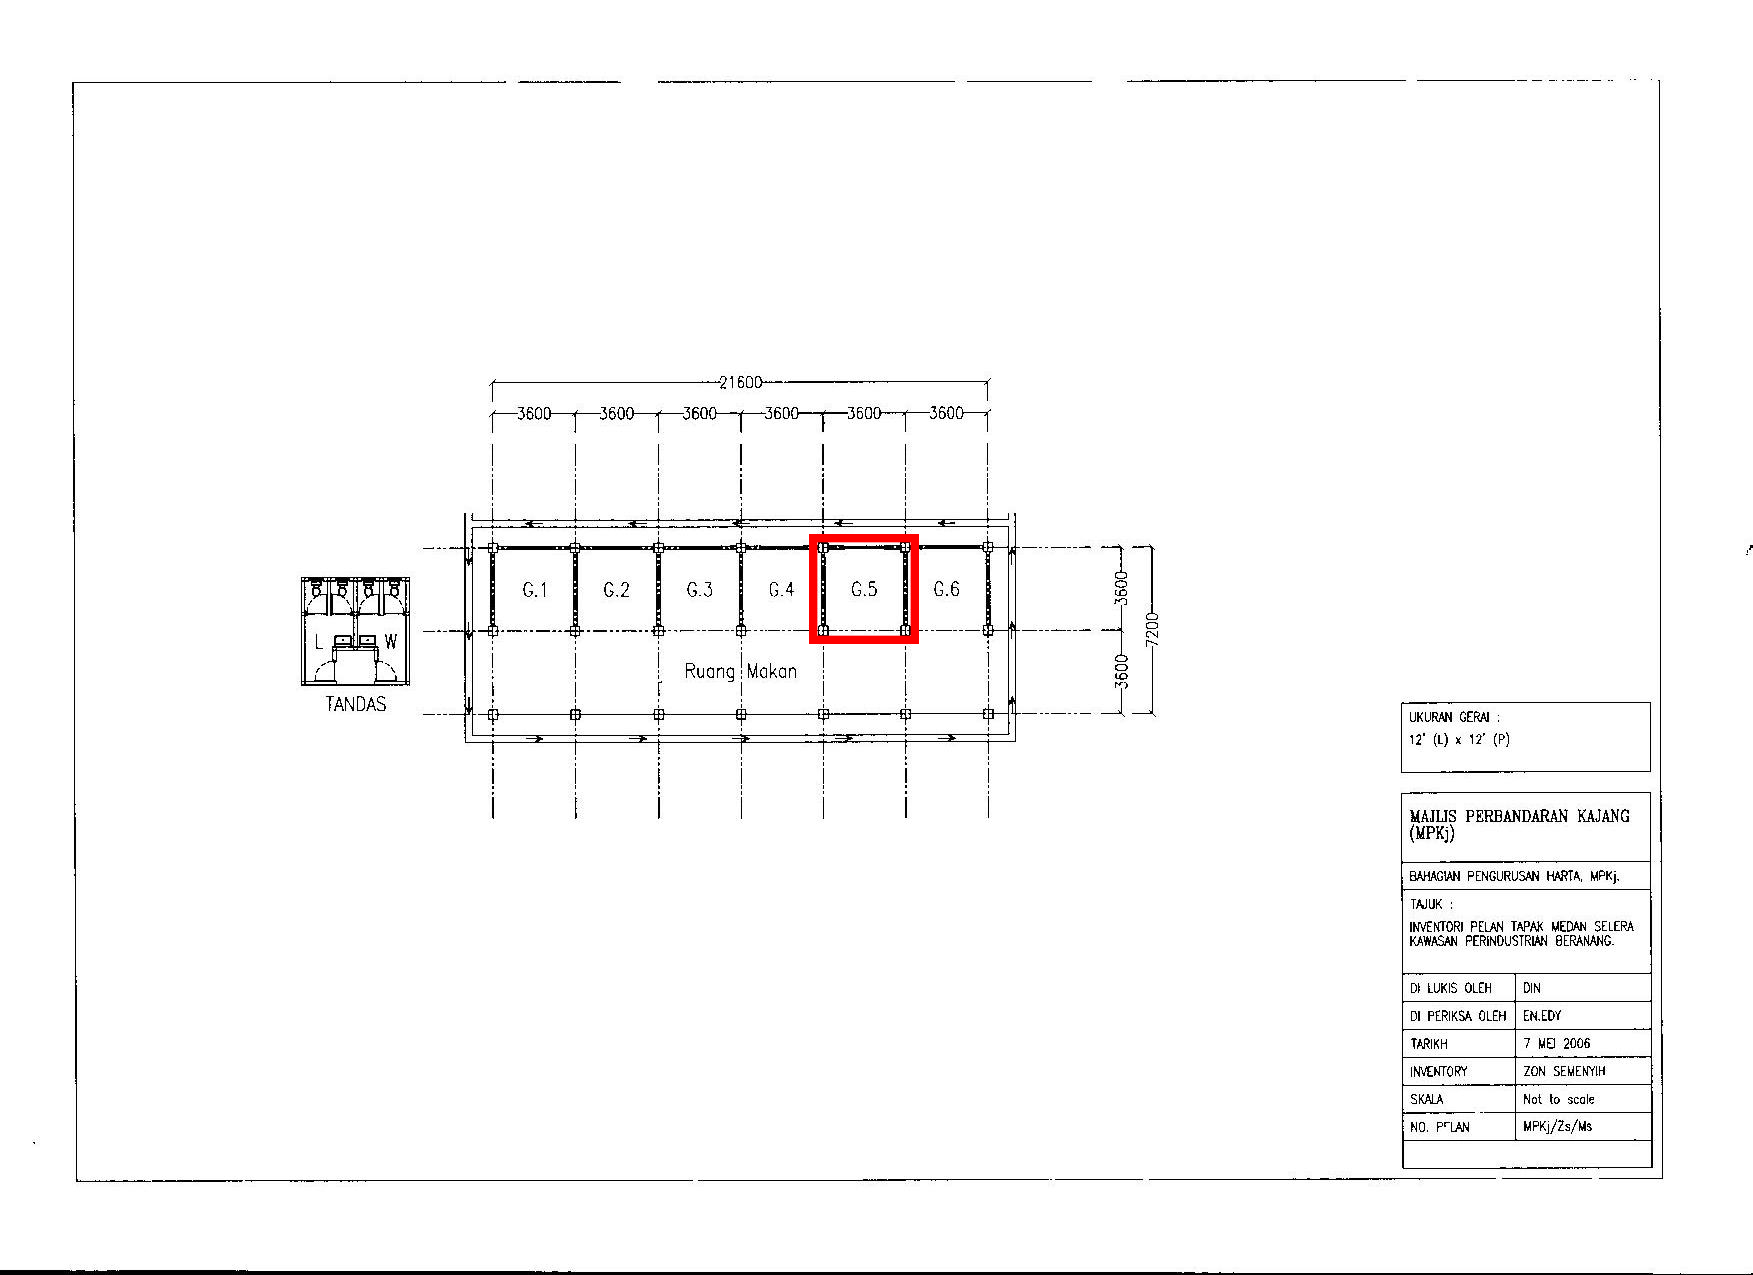 21600
3600 3600 3600 3600 3600 3600
G.1 G.2 G.3 G.4 G.5 G.6
3600
7200
3600
L W
Ruang Makan
TANDAS
UKURAN GERAI :
12' (L) x 12' (P)
MAJLIS PERBANDARAN KAJANG
(MPKj)
BAHAGIAN PENGURUSAN HARTA, MPKj.
TAJUK :
INVENTORI PELAN TAPAK MEDAN SELERA
KAWASAN PERINDUSTRIAN BERANANG.
DI LUKIS OLEH DIN
DI PERIKSA OLEH EN.EDY
TARIKH 7 MEI 2006
INVENTORY ZON SEMENYIH
SKALA Not to scale
NO. PELAN MPKj/Zs/Ms